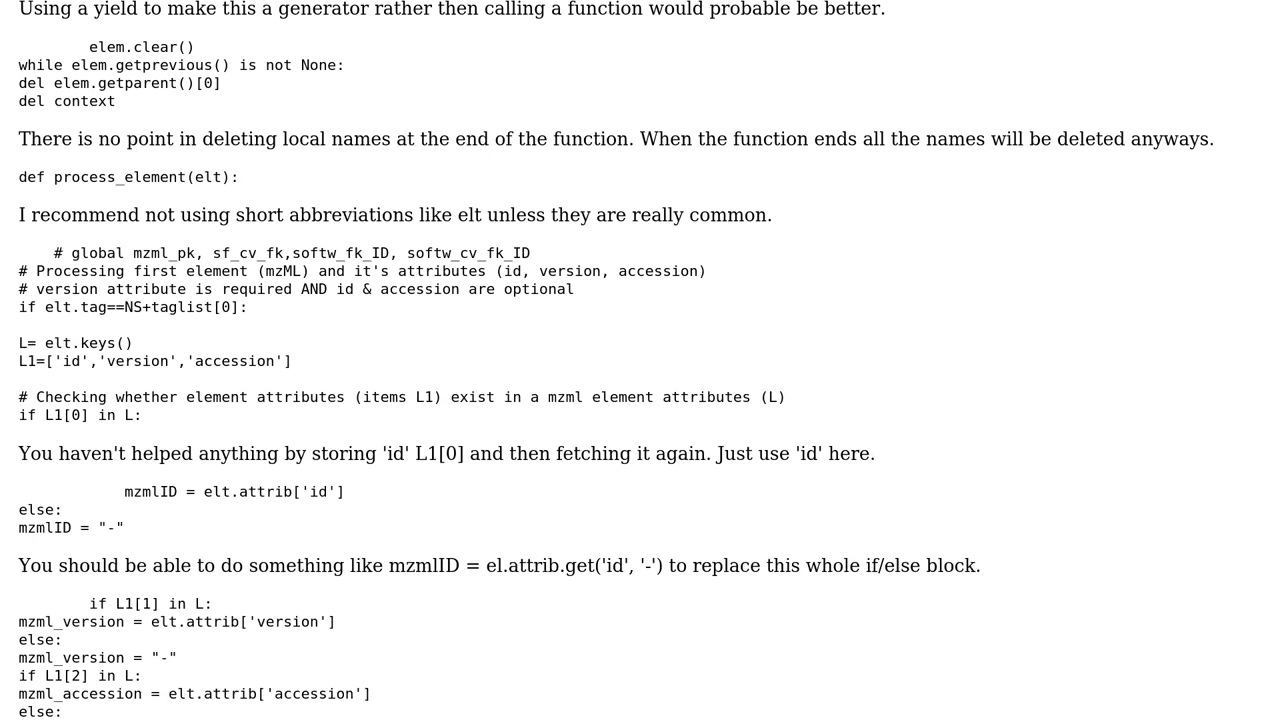 Using a yield to make this a generator rather then calling a function would probable be better.
        elem.clear()
while elem.getprevious() is not None:
del elem.getparent()[0]
del context
There is no point in deleting local names at the end of the function. When the function ends all the names will be deleted anyways.
def process_element(elt):
I recommend not using short abbreviations like elt unless they are really common.
    # global mzml_pk, sf_cv_fk,softw_fk_ID, softw_cv_fk_ID
# Processing first element (mzML) and it's attributes (id, version, accession)
# version attribute is required AND id & accession are optional
if elt.tag==NS+taglist[0]:
L= elt.keys()
L1=['id','version','accession']
# Checking whether element attributes (items L1) exist in a mzml element attributes (L)
if L1[0] in L:
You haven't helped anything by storing 'id' L1[0] and then fetching it again. Just use 'id' here.
            mzmlID = elt.attrib['id']
else:
mzmlID = "-"
You should be able to do something like mzmlID = el.attrib.get('id', '-') to replace this whole if/else block.
        if L1[1] in L:
mzml_version = elt.attrib['version']
else:
mzml_version = "-"
if L1[2] in L:
mzml_accession = elt.attrib['accession']
else: